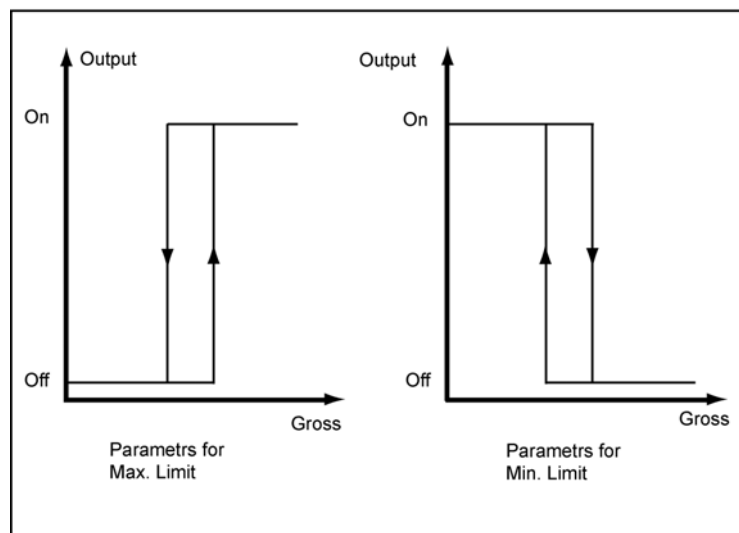 Output
On
Off
Gross
Parametrs for
Max. Limit
Output
On
Off
Gross
Parametrs for
Min. Limit